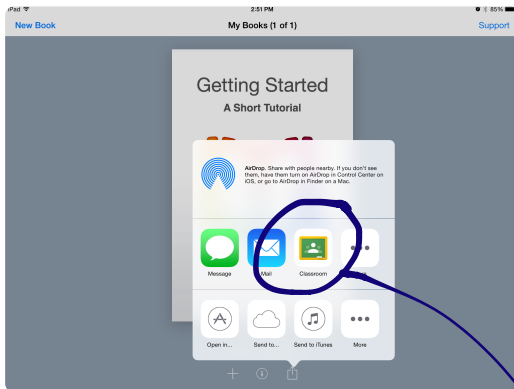 iPad 2:51 PM 85%
New Book My Books (1 of 1) Support
Getting Started
A Short Tutorial
AirDrop. Share with people nearby. If you don't see
them, have them turn on AirDrop in Control Center on
iOS, or go to AirDrop in Finder on a Mac.
Message Mail Classroom
Open in... Send to... Send to iTunes More